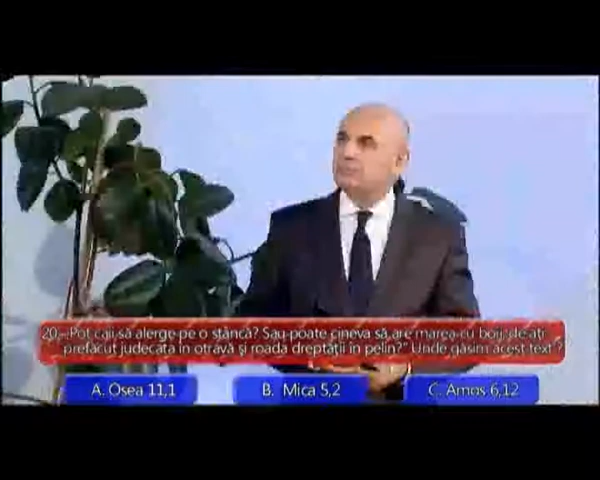 20. „Pot caii să alerge pe o stâncă? Sau poate cineva să are marea cu boii, de ați
prefăcut judecata în otravă și roada dreptății în pelin?” Unde găsim acest text?
A. Osea 11,1
B. Mica 5,2
C. Amos 6,12